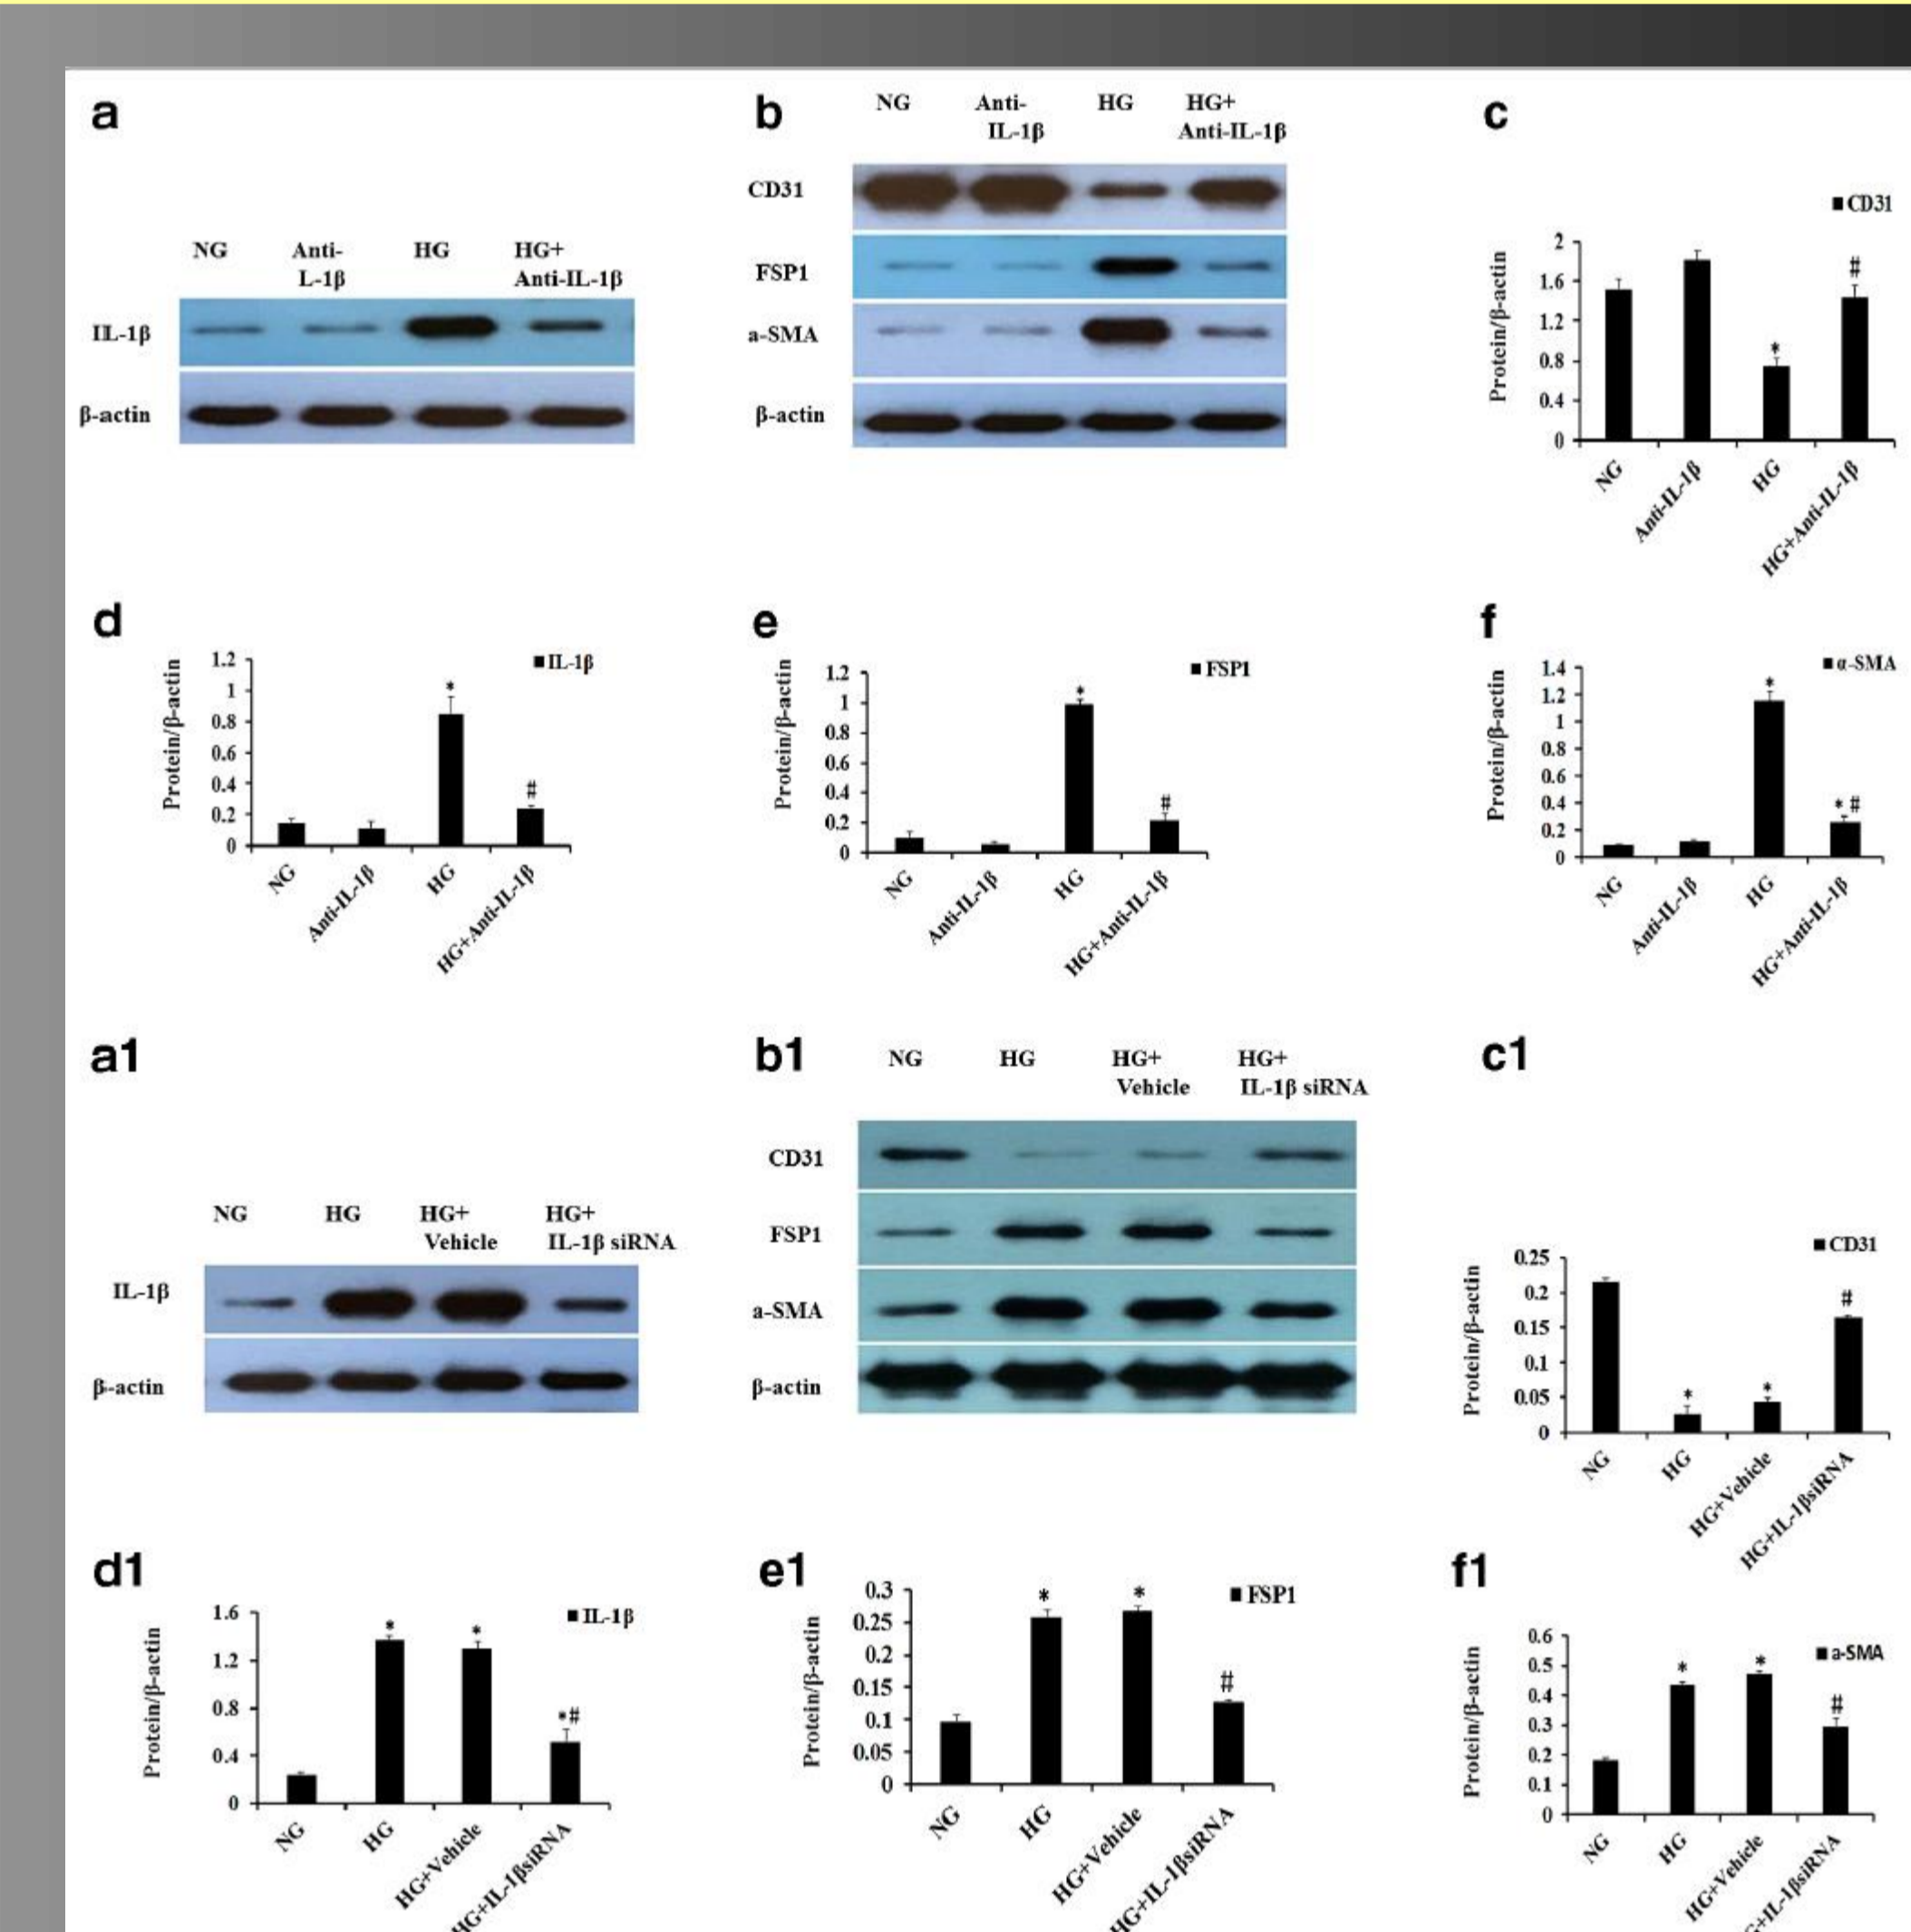 a
NG Anti- HG HG+
L-1β Anti-IL-1β
IL-1β
β-actin
b
NG Anti- HG HG+
IL-1β Anti-IL-1β
CD31
FSP1
a-SMA
β-actin
c
■ CD31
Protein/β-actin
2
1.6
1.2
0.8
0.4
0
*
#
NG Anti-IL-1β HG HG+Anti-IL-1β
d
■ IL-1β
Protein/β-actin
1.2
1
0.8
0.6
0.4
0.2
0
*
#
NG Anti-IL-1β HG HG+Anti-IL-1β
e
■ FSP1
Protein/β-actin
1.2
1
0.8
0.6
0.4
0.2
0
*
#
NG Anti-IL-1β HG HG+Anti-IL-1β
f
■ α-SMA
Protein/β-actin
1.4
1.2
1
0.8
0.6
0.4
0.2
0
*
* #
NG Anti-IL-1β HG HG+Anti-IL-1β
a1
NG HG HG+ HG+
Vehicle IL-1β siRNA
IL-1β
β-actin
b1
NG HG HG+ HG+
Vehicle IL-1β siRNA
CD31
FSP1
a-SMA
β-actin
c1
■ CD31
Protein/β-actin
0.25
0.2
0.15
0.1
0.05
0
*
*
#
NG HG HG+Vehicle HG+IL-1βsiRNA
d1
■ IL-1β
Protein/β-actin
1.6
1.2
0.8
0.4
0
*
*
*#
NG HG HG+Vehicle HG+IL-1βsiRNA
e1
■ FSP1
Protein/β-actin
0.3
0.25
0.2
0.15
0.1
0.05
0
*
*
#
NG HG HG+Vehicle HG+IL-1βsiRNA
f1
■ a-SMA
Protein/β-actin
0.6
0.5
0.4
0.3
0.2
0.1
0
*
*
#
NG HG HG+Vehicle G+IL-1βsiRNA